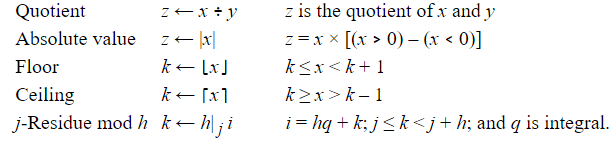 Quotient z ← x ÷ y z is the quotient of x and y
Absolute value z ← |x| z = x × [(x > 0) – (x < 0)]
Floor k ← ⌊x⌋ k ≤ x < k + 1
Ceiling k ← ⌈x⌉ k ≥ x > k – 1
j-Residue mod h k ← h|ⱼ i i = hq + k; j ≤ k < j + h; and q is integral.